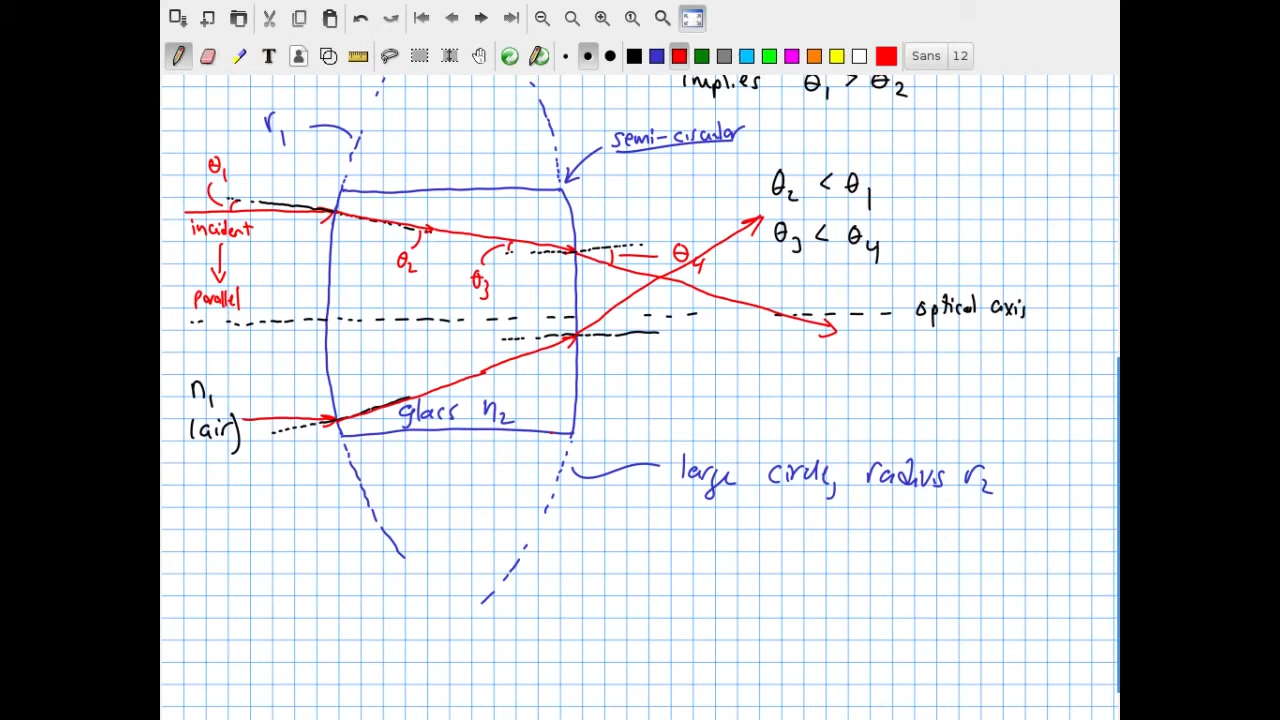 Sans 12
implies θ₁ > θ₂
r₁
semi-circular
θ₁
θ₂ < θ₁
incident
θ₃ < θ₄
θ₂
θ₃
θ₄
parallel
optical axis
n₁
(air)
glass n₂
large circle, radius r₂